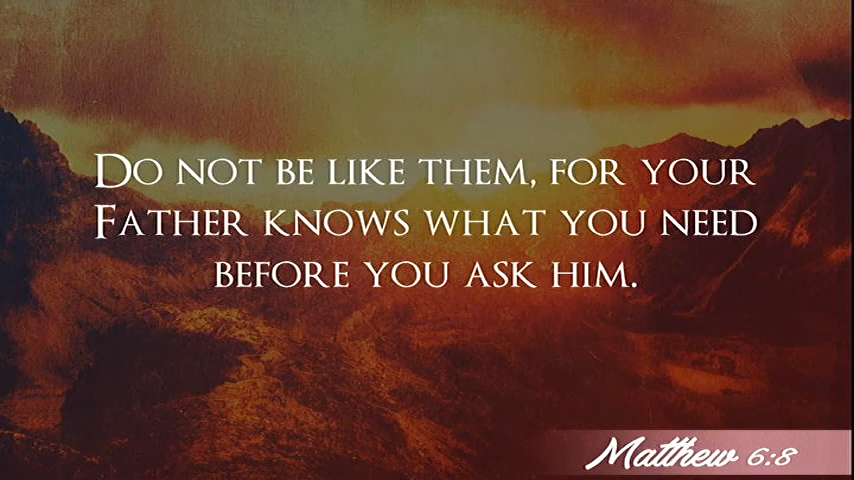 Do not be like them, for your
Father knows what you need
before you ask him.
Matthew 6:8